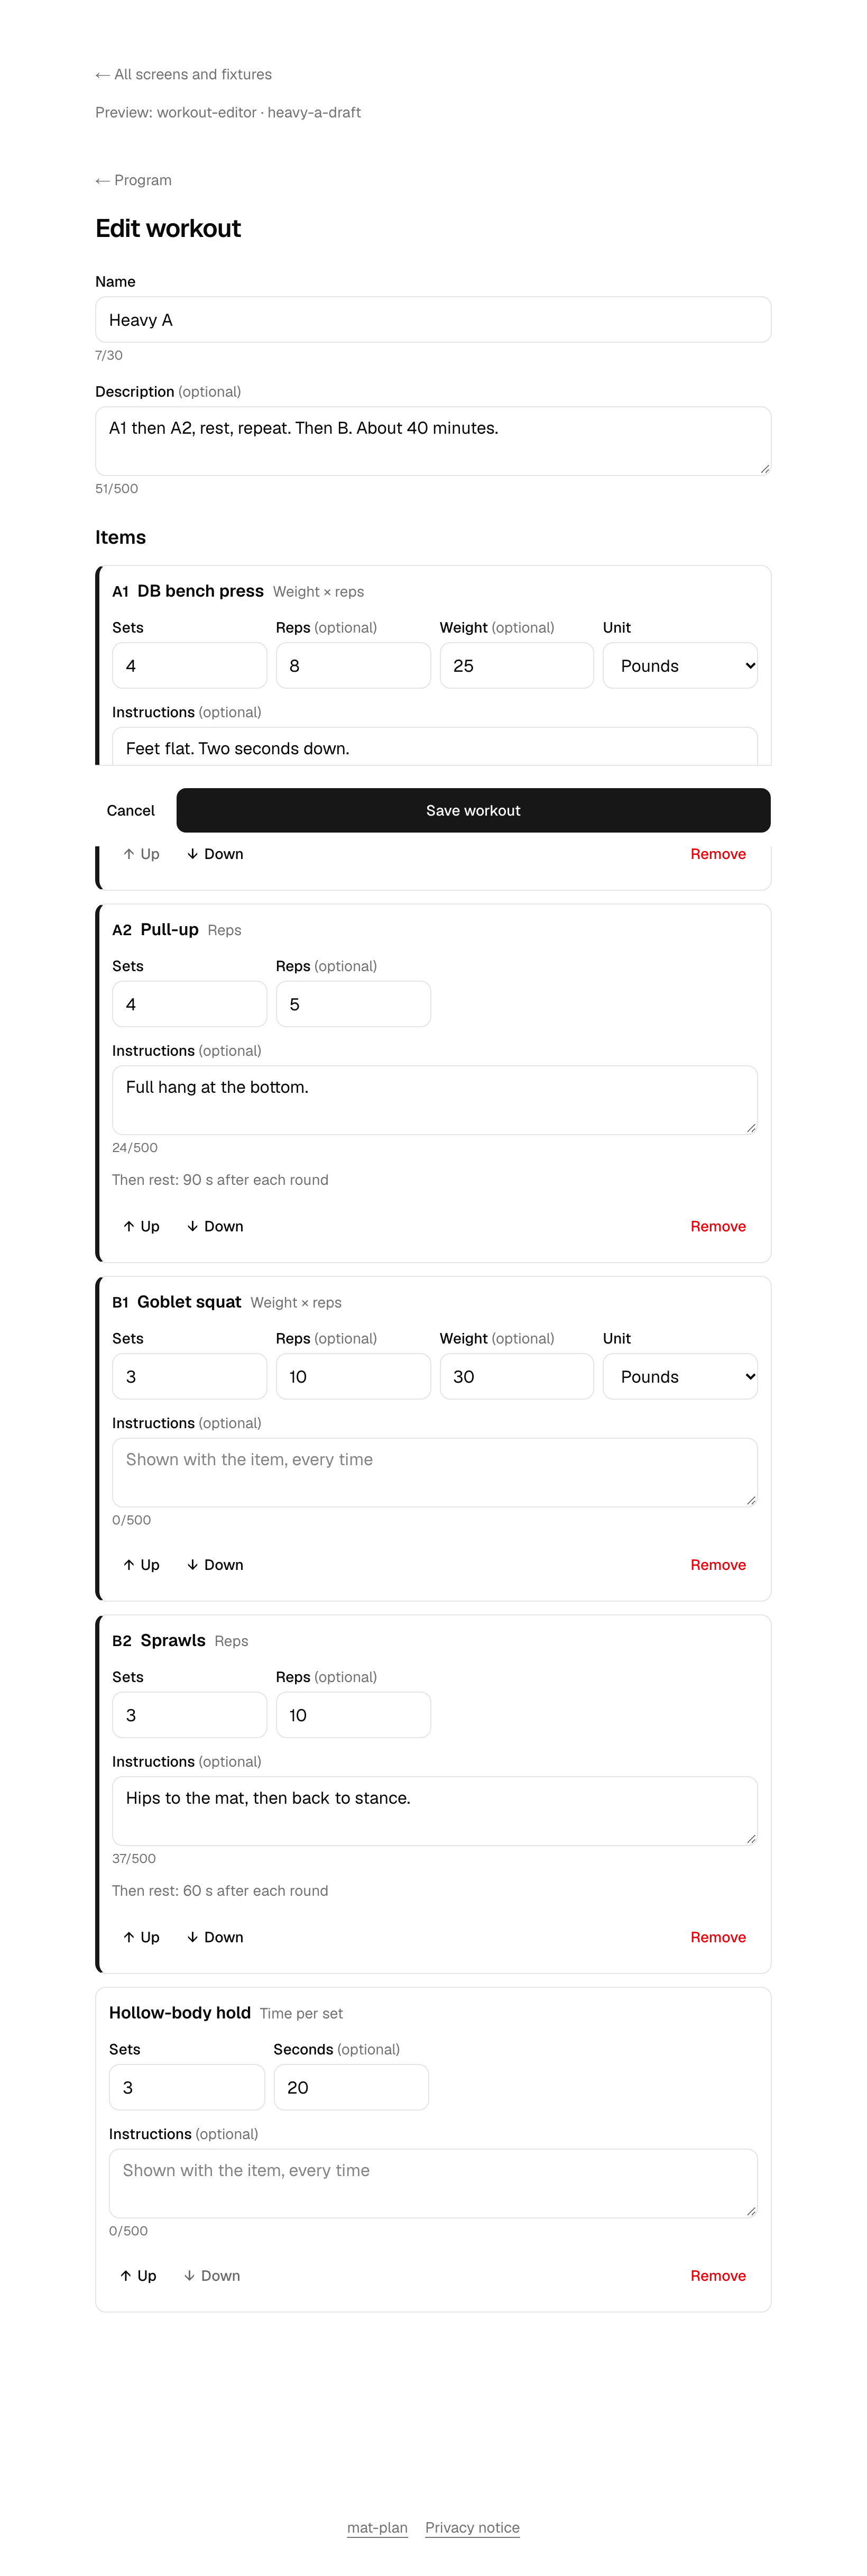 ← All screens and fixtures
Preview: workout-editor · heavy-a-draft
← Program
Edit workout
Name
Heavy A
7/30
Description (optional)
A1 then A2, rest, repeat. Then B. About 40 minutes.
51/500
Items
A1 DB bench press Weight × reps
Sets Reps (optional) Weight (optional) Unit
4 8 25 Pounds
Instructions (optional)
Feet flat. Two seconds down.
Cancel Save workout
↑ Up ↓ Down Remove
A2 Pull-up Reps
Sets Reps (optional)
4 5
Instructions (optional)
Full hang at the bottom.
24/500
Then rest: 90 s after each round
↑ Up ↓ Down Remove
B1 Goblet squat Weight × reps
Sets Reps (optional) Weight (optional) Unit
3 10 30 Pounds
Instructions (optional)
Shown with the item, every time
0/500
↑ Up ↓ Down Remove
B2 Sprawls Reps
Sets Reps (optional)
3 10
Instructions (optional)
Hips to the mat, then back to stance.
37/500
Then rest: 60 s after each round
↑ Up ↓ Down Remove
Hollow-body hold Time per set
Sets Seconds (optional)
3 20
Instructions (optional)
Shown with the item, every time
0/500
↑ Up ↓ Down Remove
mat-plan Privacy notice